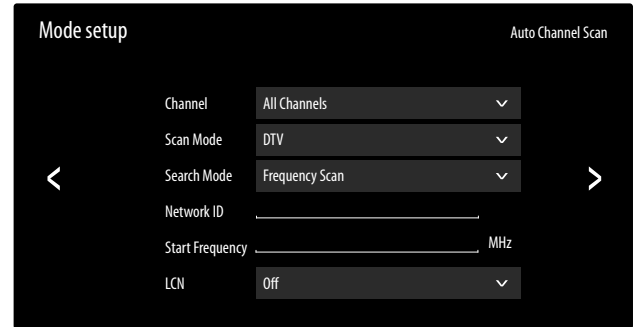 Mode setup Auto Channel Scan
Channel All Channels
Scan Mode DTV
Search Mode Frequency Scan
Network ID
Start Frequency MHz
LCN Off